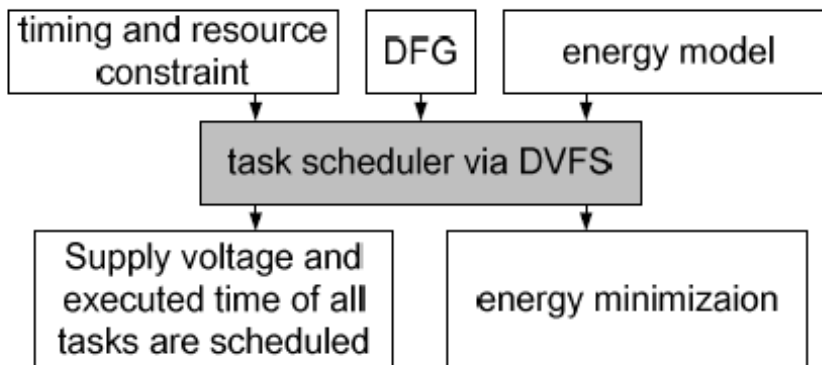 timing and resource
constraint
DFG
energy model
task scheduler via DVFS
Supply voltage and
executed time of all
tasks are scheduled
energy minimizaion